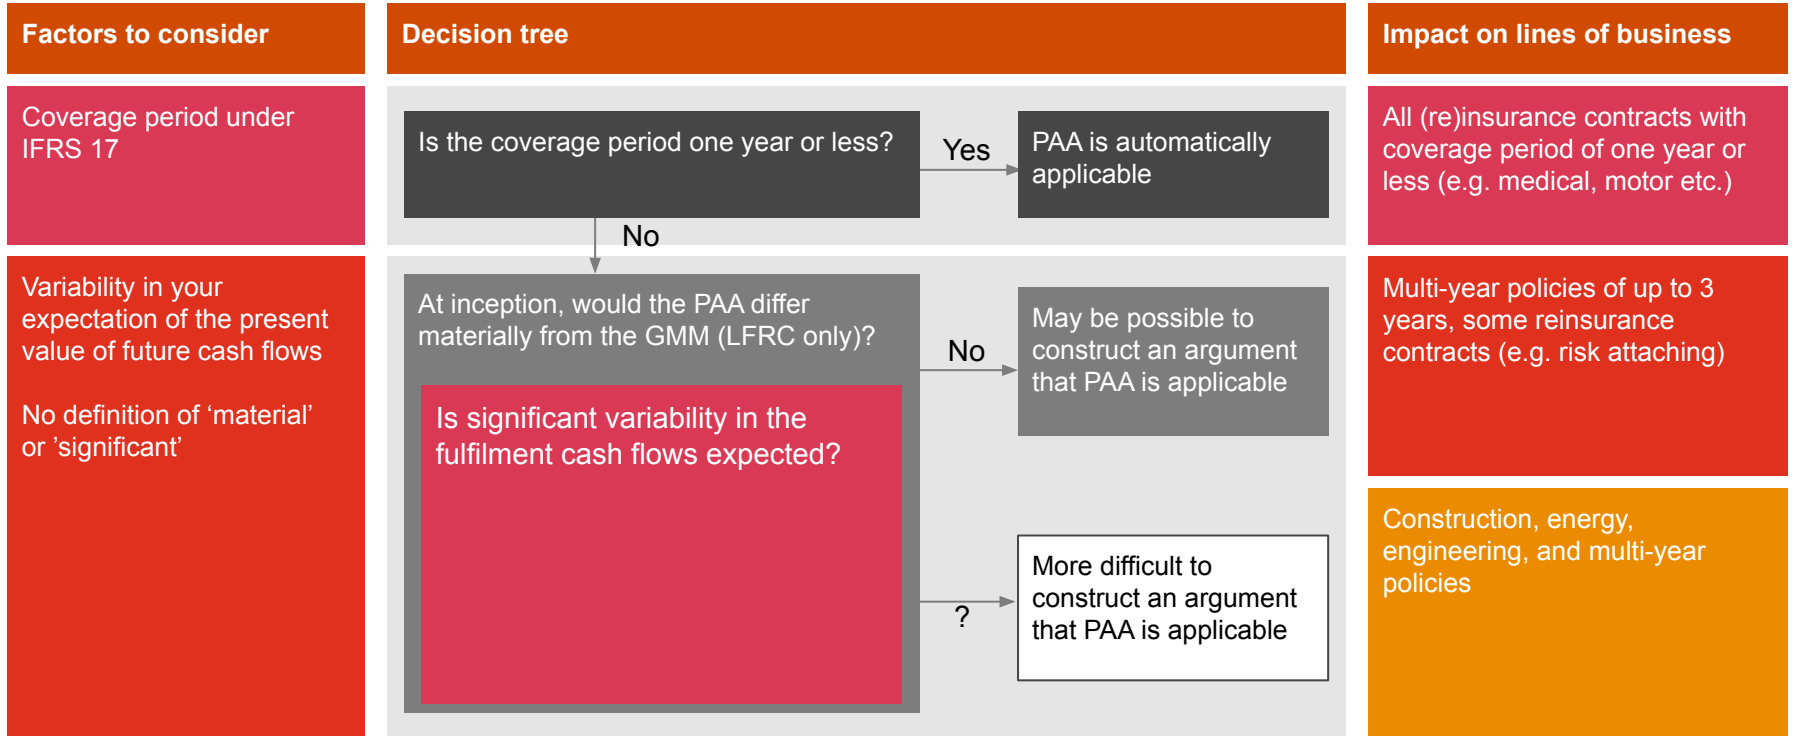 Factors to consider
Decision tree
Impact on lines of business
Coverage period under
IFRS 17
Is the coverage period one year or less?
Yes
PAA is automatically
applicable
All (re)insurance contracts with
coverage period of one year or
less (e.g. medical, motor etc.)
No
Variability in your
expectation of the present
value of future cash flows
No definition of ‘material’
or ’significant’
At inception, would the PAA differ
materially from the GMM (LFRC only)?
Is significant variability in the
fulfilment cash flows expected?
No
May be possible to
construct an argument
that PAA is applicable
Multi-year policies of up to 3
years, some reinsurance
contracts (e.g. risk attaching)
?
More difficult to
construct an argument
that PAA is applicable
Construction, energy,
engineering, and multi-year
policies